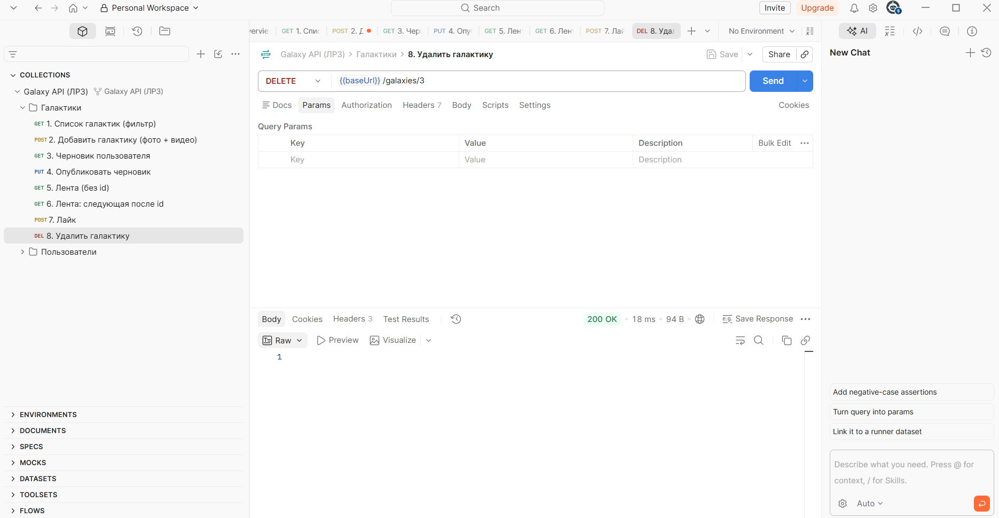 Personal Workspace
Search
Invite
Upgrade
GET 1. Спис
POST 2. Д
GET 3. Чер
PUT 4. Опу
GET 5. Лен
GET 6. Лен
POST 7. Лай
DEL 8. Уда
No Environment
AI
Galaxy API (ЛР3) > Галактики > 8. Удалить галактику
Save
Share
New Chat
COLLECTIONS
Galaxy API (ЛР3) Galaxy API (ЛР3)
Галактики
GET 1. Список галактик (фильтр)
POST 2. Добавить галактику (фото + видео)
GET 3. Черновик пользователя
PUT 4. Опубликовать черновик
GET 5. Лента (без id)
GET 6. Лента: следующая после id
POST 7. Лайк
DEL 8. Удалить галактику
Пользователи
ENVIRONMENTS
DOCUMENTS
SPECS
MOCKS
DATASETS
TOOLSETS
FLOWS
DELETE
{{baseUrl}} /galaxies/3
Send
Docs Params Authorization Headers 7 Body Scripts Settings
Cookies
Query Params
Key Value Description Bulk Edit
Key Value Description
Body Cookies Headers 3 Test Results
200 OK • 18 ms • 94 B
e.g. Save Response
Raw Preview Visualize
1
Add negative-case assertions
Turn query into params
Link it to a runner dataset
Describe what you need. Press @ for
context, / for Skills.
Auto